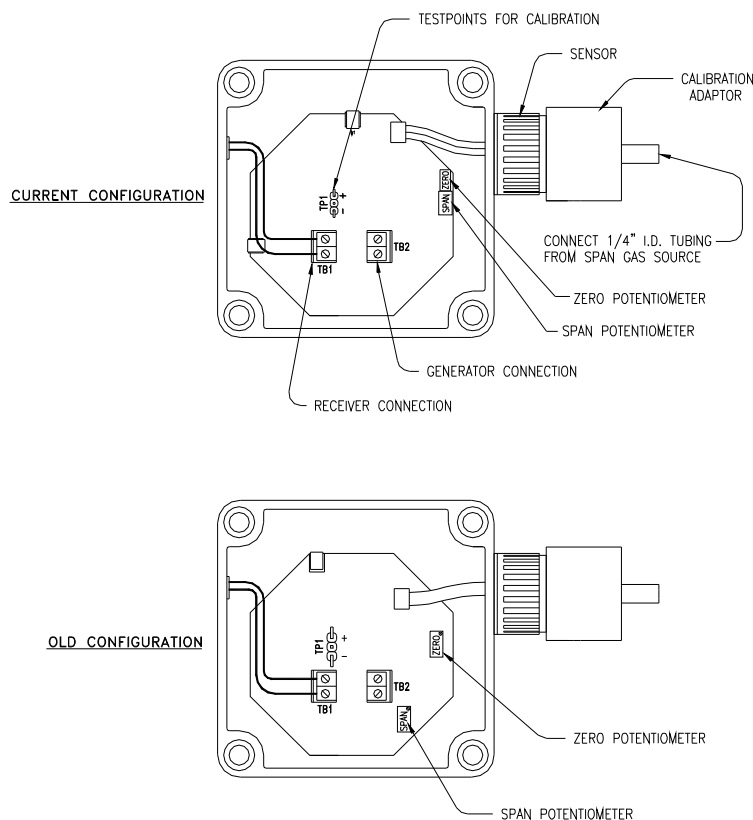 TESTPOINTS FOR CALIBRATION
SENSOR
CALIBRATION
ADAPTOR
CURRENT CONFIGURATION
TP1
+
-
ZERO
SPAN
TB1
TB2
CONNECT 1/4" I.D. TUBING
FROM SPAN GAS SOURCE
ZERO POTENTIOMETER
SPAN POTENTIOMETER
GENERATOR CONNECTION
RECEIVER CONNECTION
OLD CONFIGURATION
TP1
+
-
ZERO
TB1
TB2
SPAN
ZERO POTENTIOMETER
SPAN POTENTIOMETER